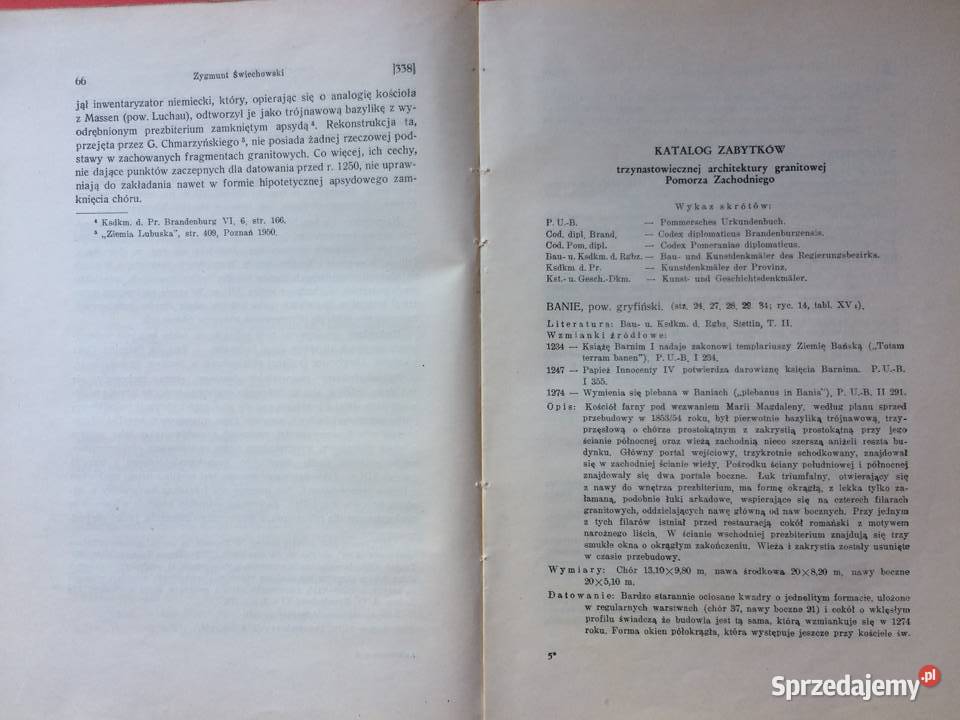 66
Zygmunt Świechowski
[338]
jął inwentaryzator niemiecki, który, opierając się o analogię kościoła
z Massen (pow. Luchau), odtworzył je jako trójnawową bazylikę z wy-
odrębnionym prezbiterium zamkniętym apsydą⁴. Rekonstrukcja ta,
przejęta przez G. Chmarzyńskiego⁵, nie posiada żadnej rzeczowej pod-
stawy w zachowanych fragmentach granitowych. Co więcej, ich cechy,
nie dające punktów zaczepnych dla datowania przed r. 1250, nie upraw-
niają do zakładania nawet w formie hipotetycznej apsydowego zam-
knięcia chóru.
⁴ Ksdkm. d. Pr. Brandenburg VI, 6, str. 166.
⁵ „Ziemia Lubuska", str. 409, Poznań 1950.
KATALOG ZABYTKÓW
trzynastowiecznej architektury granitowej
Pomorza Zachodniego
Wykaz skrótów:
P. U.-B. — Pommersches Urkundenbuch.
Cod. dipl. Brand. — Codex diplomaticus Brandenburgensis.
Cod. Pom. dipl. — Codex Pomeraniae diplomaticus.
Bau- u. Ksdkm. d. Rgbz. — Bau- und Kunstdenkmäler des Regierungsbezirks.
Ksdkm d. Pr. — Kunstdenkmäler der Provinz.
Kst.- u. Gesch.-Dkm. — Kunst- und Geschichtsdenkmäler.
BANIE, pow. gryfiński. (str. 24, 27, 28, 29, 34; ryc. 14, tabl. XV₁).
Literatura: Bau- u. Ksdkm. d. Rgbz, Stettin, T. II.
Wzmianki źródłowe:
1234 — Książę Barnim I nadaje zakonowi templariuszy Ziemię Bańską („Totam
terram banen"). P. U.-B, I 234.
1247 — Papież Innocenty IV potwierdza darowiznę księcia Barnima. P. U.-B.
I 355.
1274 — Wymienia się plebana w Baniach („plebanus in Bania"), P. U.-B, II 291.
Opis: Kościół farny pod wezwaniem Marii Magdaleny, według planu sprzed
przebudowy w 1853/54 roku, był pierwotnie bazyliką trójnawową, trzy-
przęsłową o chórze prostokątnym z zakrystią prostokątną przy jego
ścianie północnej oraz wieżą zachodnią nieco szerszą aniżeli reszta bu-
dynku. Główny portal wejściowy, trzykrotnie schodkowany, znajdował
się w zachodniej ścianie wieży. Pośrodku ściany południowej i północnej
znajdowały się dwa portale boczne. Łuk triumfalny, otwierający się
z nawy do wnętrza prezbiterium, ma formę okrągłą, z lekka tylko za-
łamaną, podobnie łuki arkadowe, wspierające się na czterech filarach
granitowych, oddzielających nawę główną od naw bocznych. Przy jednym
z tych filarów istniał przed restauracją cokół romański z motywem
narożnego liścia. W ścianie wschodniej prezbiterium znajdują się trzy
smukłe okna o okrągłym zakończeniu. Wieża i zakrystia zostały usunięte
w czasie przebudowy.
Wymiary: Chór 13,10×9,80 m, nawa środkowa 20×8,20 m, nawy boczne
20×5,10 m.
Datowanie: Bardzo starannie ociosane kwadry o jednolitym formacie, ułożone
w regularnych warstwach (chór 37, nawy boczne 21) i cokół o wklęsłym
profilu świadczą że budowla jest tą sama, którą wzmiankuje się w 1274
roku. Forma okien półokrągła, która występuje jeszcze przy kościele św.
5*
Sprzedajemy.pl